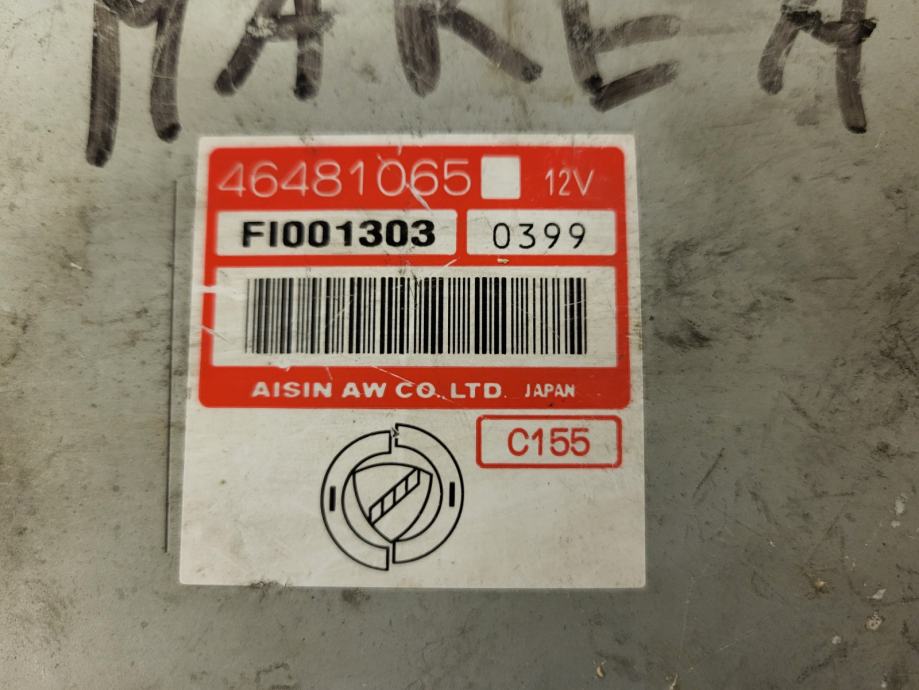 MAREA
46481065 12V
FI001303 0399
AISIN AW CO.,LTD. JAPAN
C155